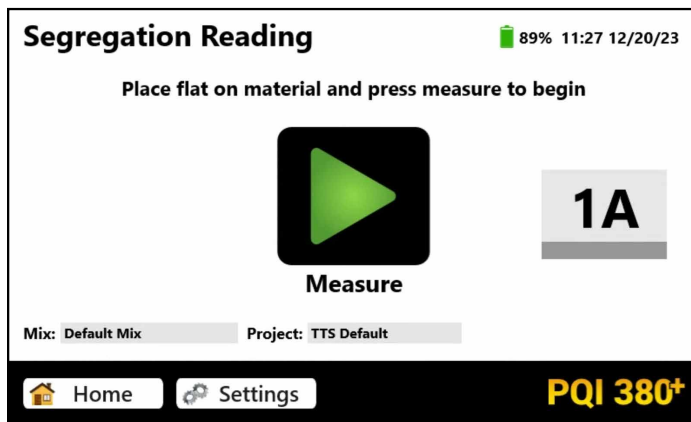 Segregation Reading
89% 11:27 12/20/23
Place flat on material and press measure to begin
1A
Measure
Mix: Default Mix
Project: TTS Default
Home
Settings
PQI 380+